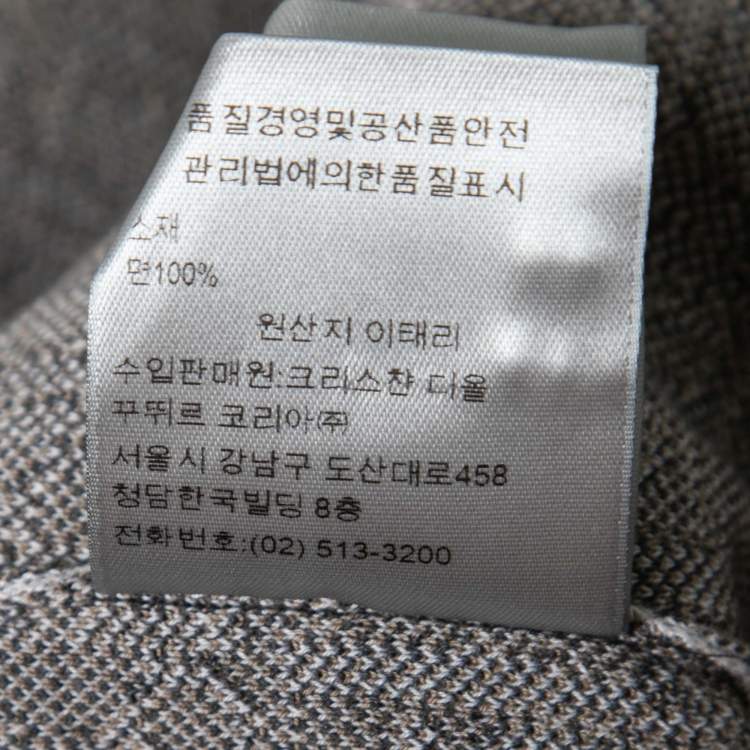 품질경영및공산품안전
관리법에의한품질표시
소재
면100%
원산지 이태리
수입판매원:크리스챤 디올
꾸뛰르 코리아(주)
서울시 강남구 도산대로458
청담한국빌딩 8층
전화번호:(02) 513-3200